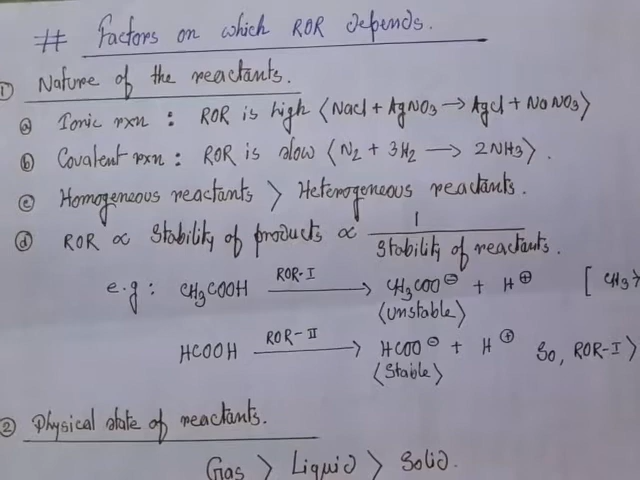 # Factors on which ROR depends.
① Nature of the reactants.
ⓐ Ionic rxn : ROR is high ⟨NaCl + AgNO₃ → AgCl + NaNO₃⟩
ⓑ Covalent rxn : ROR is slow ⟨N₂ + 3H₂ → 2NH₃⟩.
ⓒ Homogeneous reactants > Heterogeneous reactants.
ⓓ ROR ∝ Stability of products ∝ 1 / Stability of reactants.
e.g : CH₃COOH —ROR-I→ CH₃COO⊖ + H⊕ [CH₃>
⟨Unstable⟩
HCOOH —ROR-II→ HCOO⊖ + H⊕ So, ROR-I>
⟨Stable⟩
② Physical state of reactants.
Gas > Liquid > Solid.